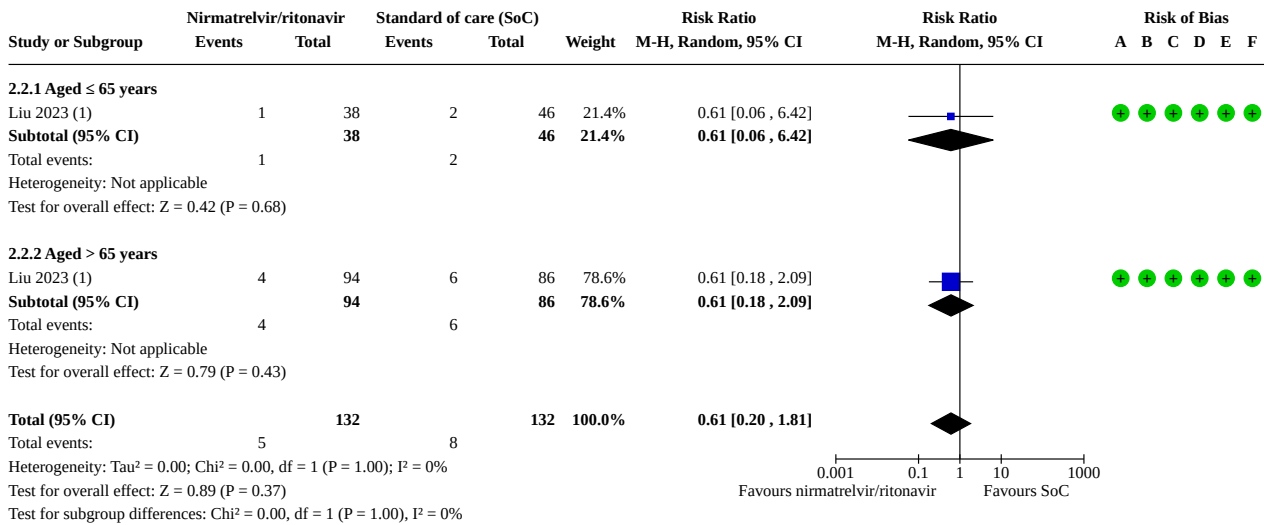 Nirmatrelvir/ritonavir Standard of care (SoC) Risk Ratio Risk Ratio Risk of Bias
Study or Subgroup Events Total Events Total Weight M-H, Random, 95% CI M-H, Random, 95% CI A B C D E F
2.2.1 Aged ≤ 65 years
Liu 2023 (1) 1 38 2 46 21.4% 0.61 [0.06 , 6.42] + + + + + +
Subtotal (95% CI) 38 46 21.4% 0.61 [0.06 , 6.42]
Total events: 1 2
Heterogeneity: Not applicable
Test for overall effect: Z = 0.42 (P = 0.68)
2.2.2 Aged > 65 years
Liu 2023 (1) 4 94 6 86 78.6% 0.61 [0.18 , 2.09] + + + + + +
Subtotal (95% CI) 94 86 78.6% 0.61 [0.18 , 2.09]
Total events: 4 6
Heterogeneity: Not applicable
Test for overall effect: Z = 0.79 (P = 0.43)
Total (95% CI) 132 132 100.0% 0.61 [0.20 , 1.81]
Total events: 5 8
Heterogeneity: Tau² = 0.00; Chi² = 0.00, df = 1 (P = 1.00); I² = 0%
0.001 0.1 1 10 1000
Test for overall effect: Z = 0.89 (P = 0.37) Favours nirmatrelvir/ritonavir Favours SoC
Test for subgroup differences: Chi² = 0.00, df = 1 (P = 1.00), I² = 0%